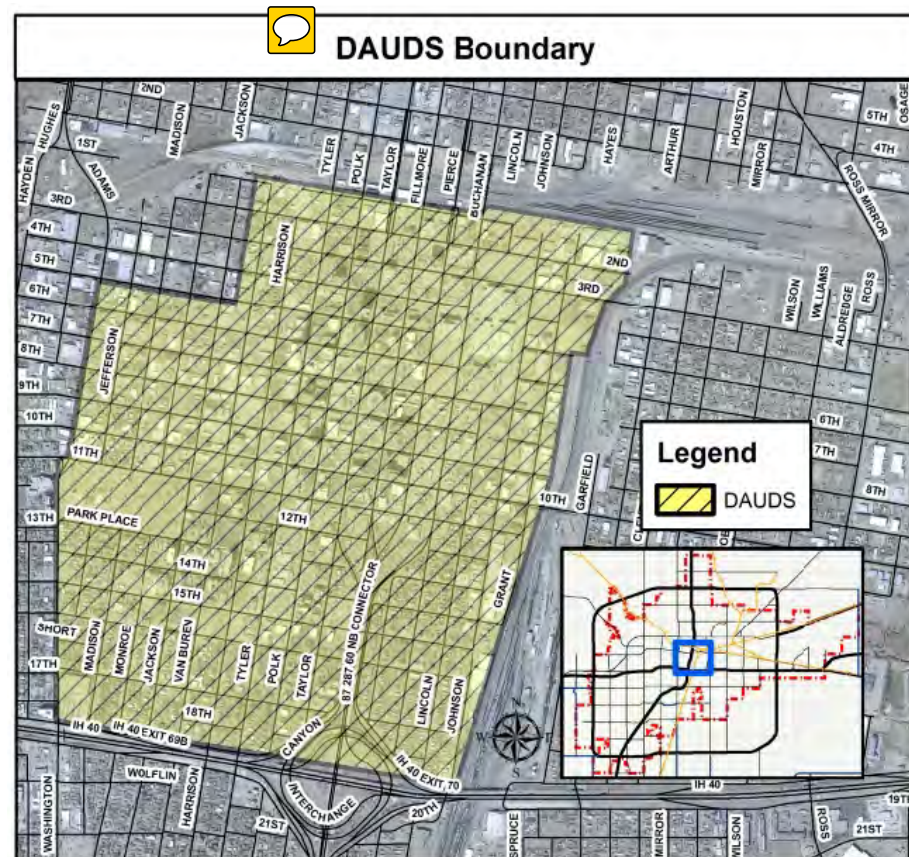 DAUDS Boundary
2ND
HUGHES
HAYDEN
1ST
ADAMS
MADISON
JACKSON
TYLER
POLK
TAYLOR
FILLMORE
PIERCE
BUCHANAN
LINCOLN
JOHNSON
HAYES
ARTHUR
HOUSTON
MIRROR
5TH
OSAGE
4TH
ROSS MIRROR
3RD
4TH
5TH
6TH
7TH
8TH
9TH
10TH
HARRISON
JEFFERSON
2ND
3RD
WILSON
WILLIAMS
ALDREDGE
ROSS
6TH
7TH
8TH
11TH
13TH
PARK PLACE
12TH
10TH
GARFIELD
Legend
DAUDS
14TH
15TH
SHORT
17TH
MADISON
MONROE
JACKSON
VAN BUREN
TYLER
POLK
TAYLOR
87 287,60 NB CONNECTOR
GRANT
LINCOLN
JOHNSON
18TH
N
W
E
S
IH 40
IH 40 EXIT 69B
CANYON
INTERCHANGE
IH 40 EXIT, 70
IH 40
WOLFLIN
HARRISON
WASHINGTON
21ST
20TH
SPRUCE
MIRROR
WILSON
ROSS
19TH
21ST